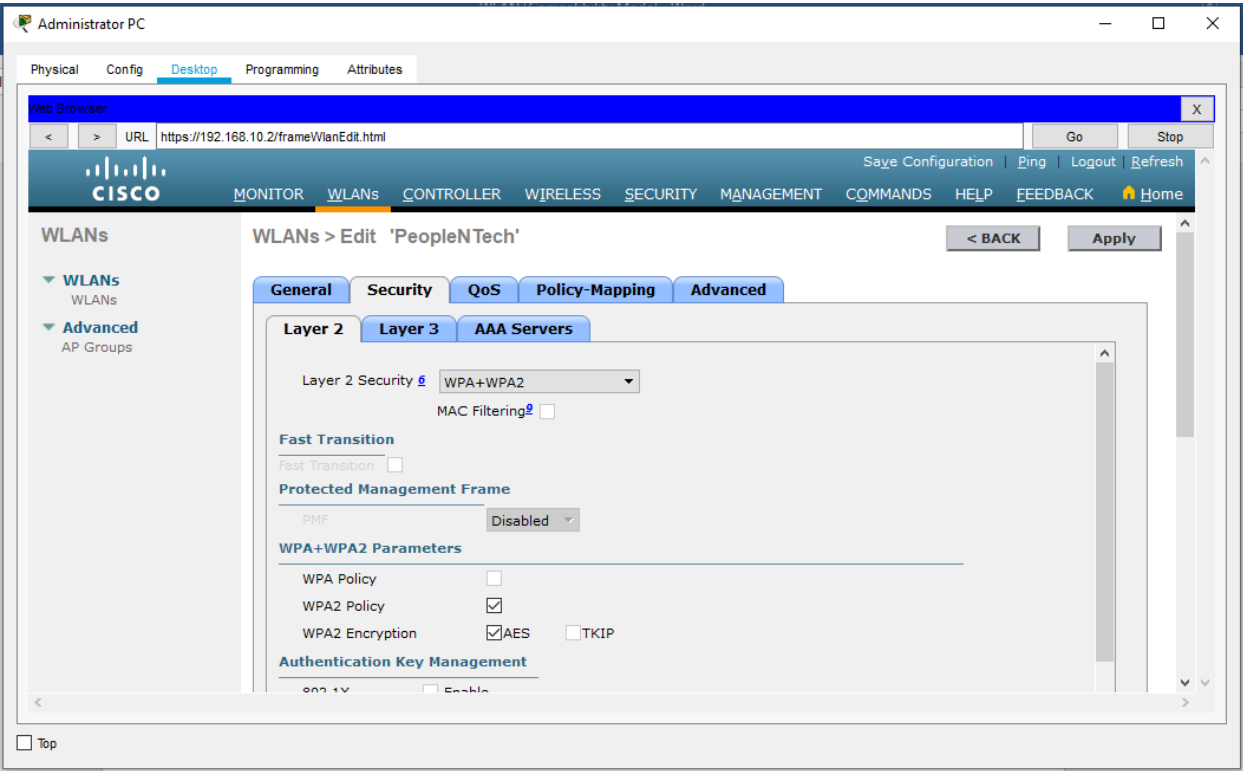 Administrator PC
Physical Config Desktop Programming Attributes
Web Browser X
< > URL https://192.168.10.2/frameWlanEdit.html Go Stop
Save Configuration | Ping | Logout | Refresh
CISCO MONITOR WLANs CONTROLLER WIRELESS SECURITY MANAGEMENT COMMANDS HELP FEEDBACK Home
WLANs WLANs > Edit 'PeopleNTech' < BACK Apply
WLANs
WLANs
Advanced
AP Groups
General Security QoS Policy-Mapping Advanced
Layer 2 Layer 3 AAA Servers
Layer 2 Security 6 WPA+WPA2
MAC Filtering9
Fast Transition
Fast Transition
Protected Management Frame
PMF Disabled
WPA+WPA2 Parameters
WPA Policy
WPA2 Policy
WPA2 Encryption AES TKIP
Authentication Key Management
802.1X Enable
Top